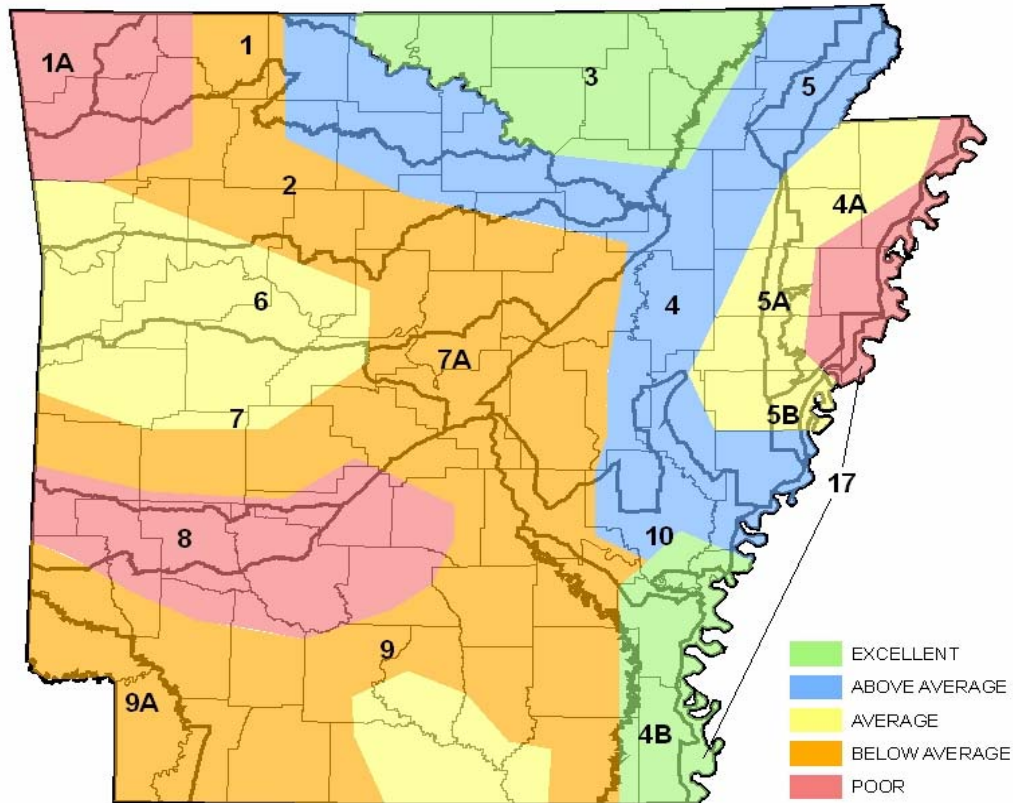 1A
1
3
5
2
4A
6
4
5A
7A
7
5B
17
8
10
9
9A
4B
EXCELLENT
ABOVE AVERAGE
AVERAGE
BELOW AVERAGE
POOR